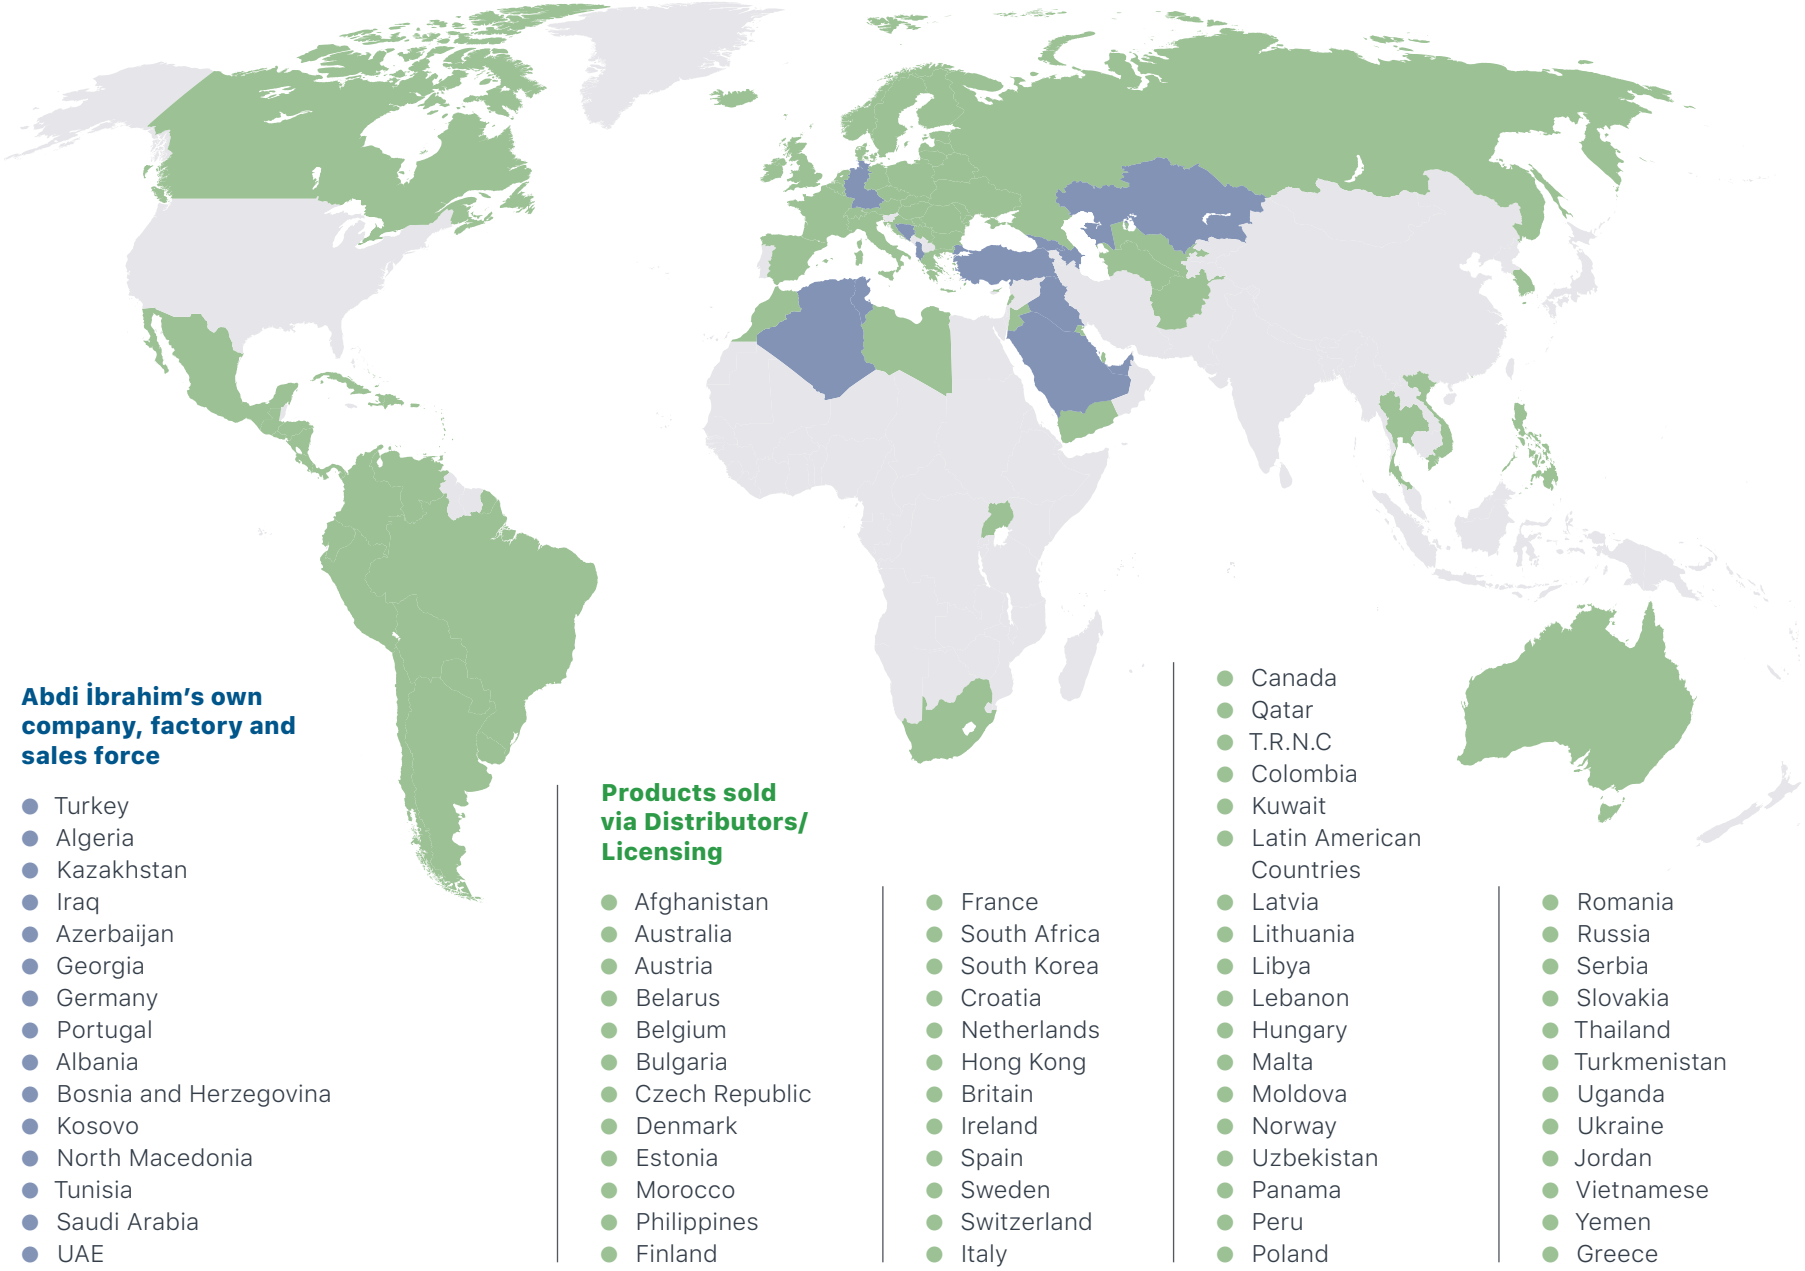 Abdi İbrahim’s own
company, factory and
sales force
Turkey
Algeria
Kazakhstan
Iraq
Azerbaijan
Georgia
Germany
Portugal
Albania
Bosnia and Herzegovina
Kosovo
North Macedonia
Tunisia
Saudi Arabia
UAE
Products sold
via Distributors/
Licensing
Afghanistan
Australia
Austria
Belarus
Belgium
Bulgaria
Czech Republic
Denmark
Estonia
Morocco
Philippines
Finland
France
South Africa
South Korea
Croatia
Netherlands
Hong Kong
Britain
Ireland
Spain
Sweden
Switzerland
Italy
Canada
Qatar
T.R.N.C
Colombia
Kuwait
Latin American
Countries
Latvia
Lithuania
Libya
Lebanon
Hungary
Malta
Moldova
Norway
Uzbekistan
Panama
Peru
Poland
Romania
Russia
Serbia
Slovakia
Thailand
Turkmenistan
Uganda
Ukraine
Jordan
Vietnamese
Yemen
Greece